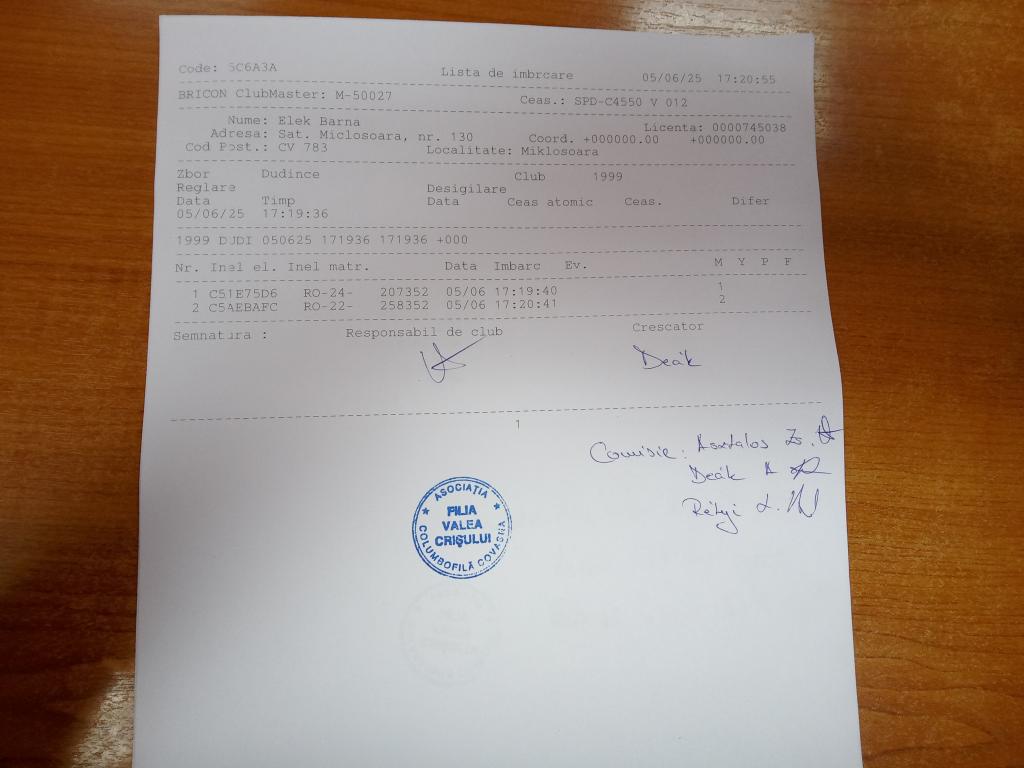 Code: 5C6A3A Lista de imbrcare 05/06/25 17:20:55
BRICON ClubMaster: M-50027 Ceas.: SPD-C4550 V 012
Nume: Elek Barna Licenta: 0000745038
Adresa: Sat. Miclosoara, nr. 130 Coord. +000000.00 +000000.00
Cod Post.: CV 783 Localitate: Miklosoara
Zbor Dudince Club 1999
Reglare Desigilare
Data Timp Data Ceas atomic Ceas. Difer
05/06/25 17:19:36
1999 DUDI 050625 171936 171936 +000
Nr. Inel el. Inel matr. Data Imbarc Ev. M Y P F
1 C51E75D6 RO-24- 207352 05/06 17:19:40 1
2 C5AEBAFC RO-22- 258352 05/06 17:20:41 2
Semnatura : Responsabil de club Crescator
Deák
1
Comisie: Asztalos Zs.
Deák A
Rétyi L.
ASOCIAŢIA
FILIA
VALEA
CRIŞULUI
COLUMBOFILĂ COVASNA